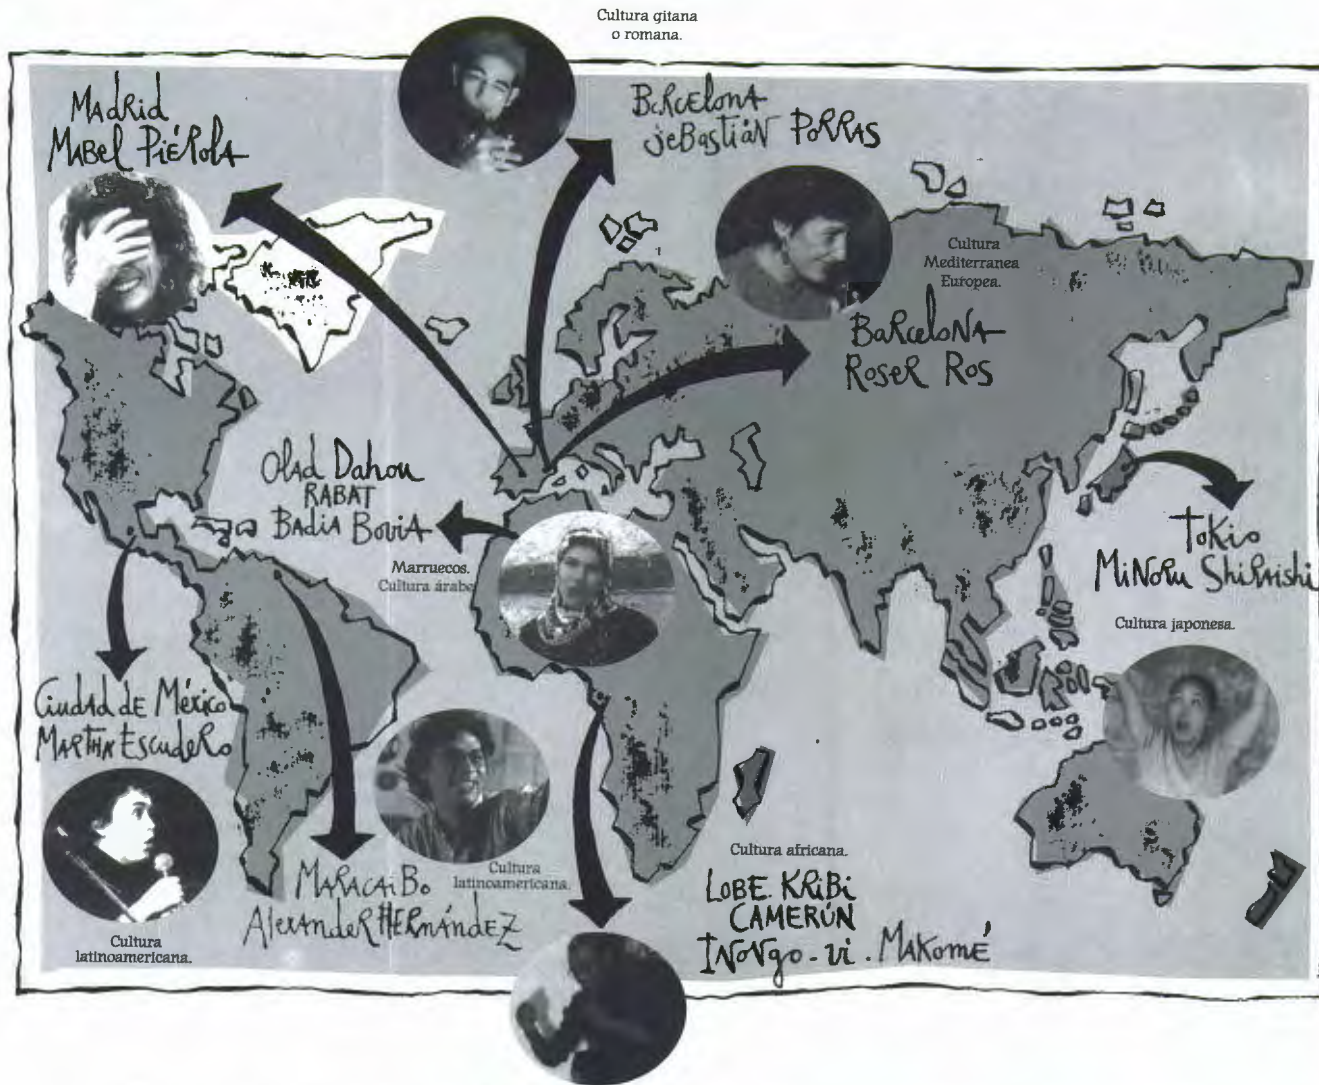 Cultura gitana
o romana.
Madrid
Mabel Piérola
Barcelona
jeBastián Porras
Cultura
Mediterranea
Europea.
Barcelona
Roser Ros
Olad Dahou
RABAT
Badia Bovia
Marruecos.
Cultura árabe
Tokio
Minoru Shiraishi
Cultura japonesa.
Ciudad de México
Martha Escudero
Cultura
latinoamericana.
Maracaibo
Alexander Hernández
Cultura
latinoamericana.
Cultura africana.
LOBE. KRiBi
CAMERÚN
Inongo-vi. Makomé